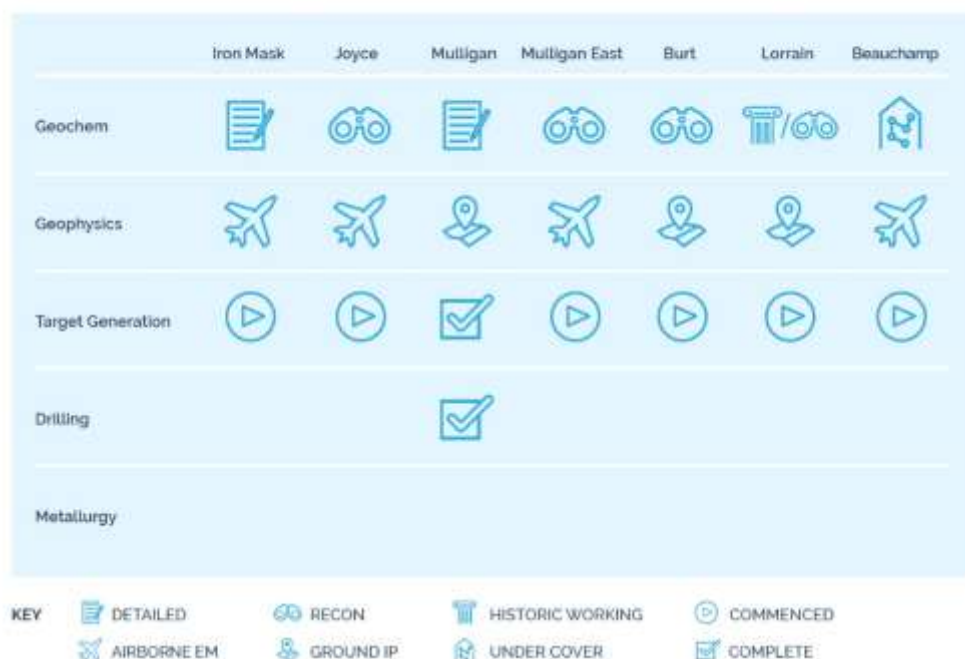 Iron Mask Joyce Mulligan Mulligan East Burt Lorrain Beauchamp
Geochem /
Geophysics
Target Generation
Drilling
Metallurgy
KEY DETAILED RECON HISTORIC WORKING COMMENCED
AIRBORNE EM GROUND IP UNDER COVER COMPLETE